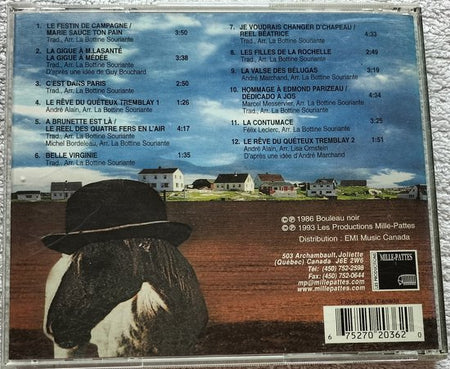 1. LE FESTIN DE CAMPAGNE /
MARIE SAUCE TON PAIN 3:50
Trad., Arr. La Bottine Souriante
2. LA GIGUE À M.LASANTÉ
LA GIGUE À MÉDÉE 3:38
Trad., Arr. La Bottine Souriante
D'après une idée de Guy Bouchard
3. C'EST DANS PARIS 5:50
Trad., Arr. La Bottine Souriante
4. LE RÊVE DU QUÊTEUX TREMBLAY 1 1:26
André Alain, Arr. La Bottine Souriante
5. A BRUNETTE EST LÀ /
LE REEL DES QUATRE FERS EN L'AIR 4:17
Trad., Arr. La Bottine Souriante
Michel Bordeleau, Arr. La Bottine Souriante
6. BELLE VIRGINIE 1:35
Trad., Arr. La Bottine Souriante
7. JE VOUDRAIS CHANGER D'CHAPEAU /
REEL BÉATRICE 4:33
Trad., Arr. La Bottine Souriante
8. LES FILLES DE LA ROCHELLE 2:49
Trad., Arr. La Bottine Souriante
9. LA VALSE DES BÉLUGAS 3:19
André Marchand, Arr. La Bottine Souriante
10. HOMMAGE À EDMOND PARIZEAU /
DEDICADO À JOS 4:34
Marcel Messervier, Arr. La Bottine Souriante
Trad., Arr. La Bottine Souriante
11. LA CONTUMACE 3:25
Félix Leclerc, Arr. La Bottine Souriante
12. LE RÊVE DU QUÊTEUX TREMBLAY 2 1:51
André Alain, Arr. Lisa Ornstein
D'après une idée d'André Marchand
©℗ 1986 Bouleau noir
©℗ 1993 Les Productions Mille-Pattes
Distribution : EMI Music Canada
503 Archambault, Joliette
(Québec) Canada J6E 2W6
Tél: (450) 752-2598
Fax: (450) 752-0644
mp@millepattes.com
millepattes.com
LES PRODUCTIONS
MILLE-PATTES
6 75270 20362 0